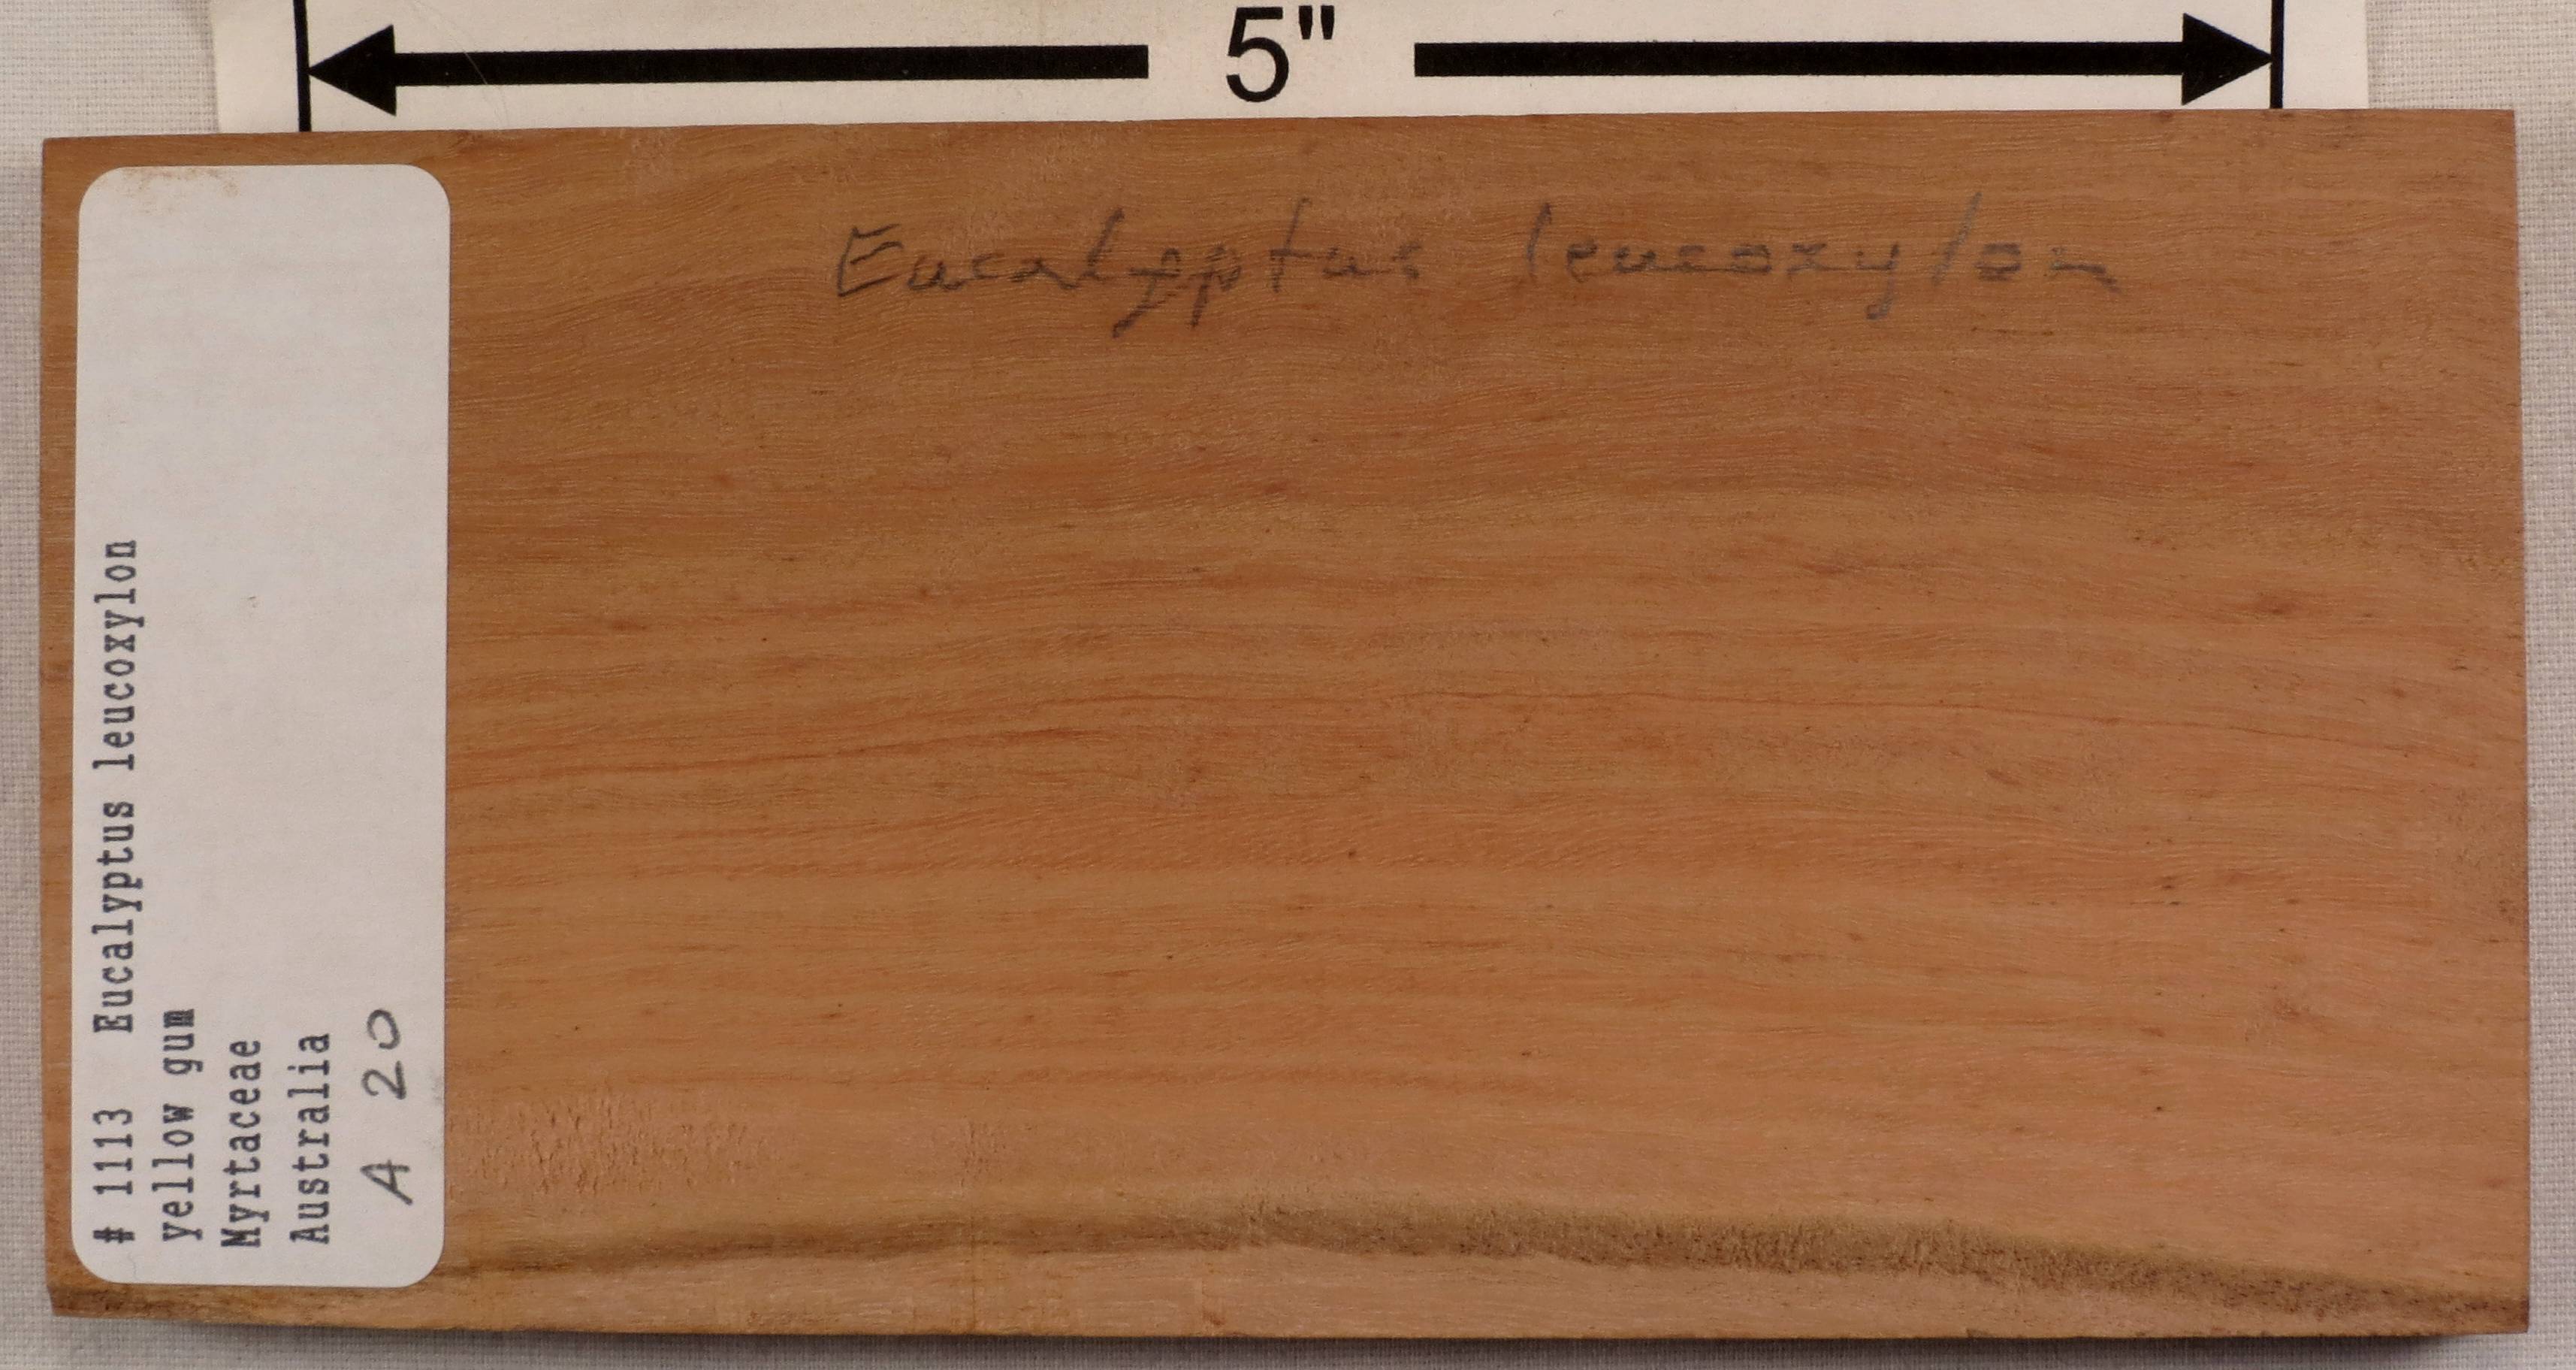 5"
Eucalyptus leucoxylon
# 1113 Eucalyptus leucoxylon
yellow gum
Myrtaceae
Australia
A 20